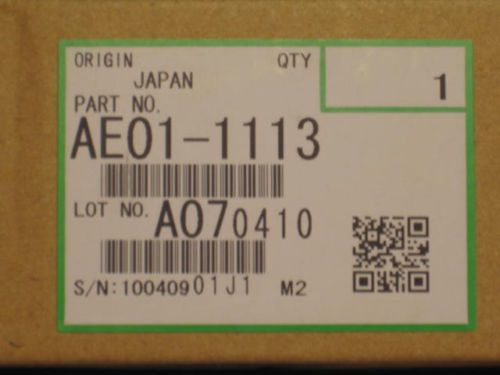 ORIGIN QTY
JAPAN 1
PART NO.
AE01-1113
LOT NO. A070410
S/N:10040901J1 M2